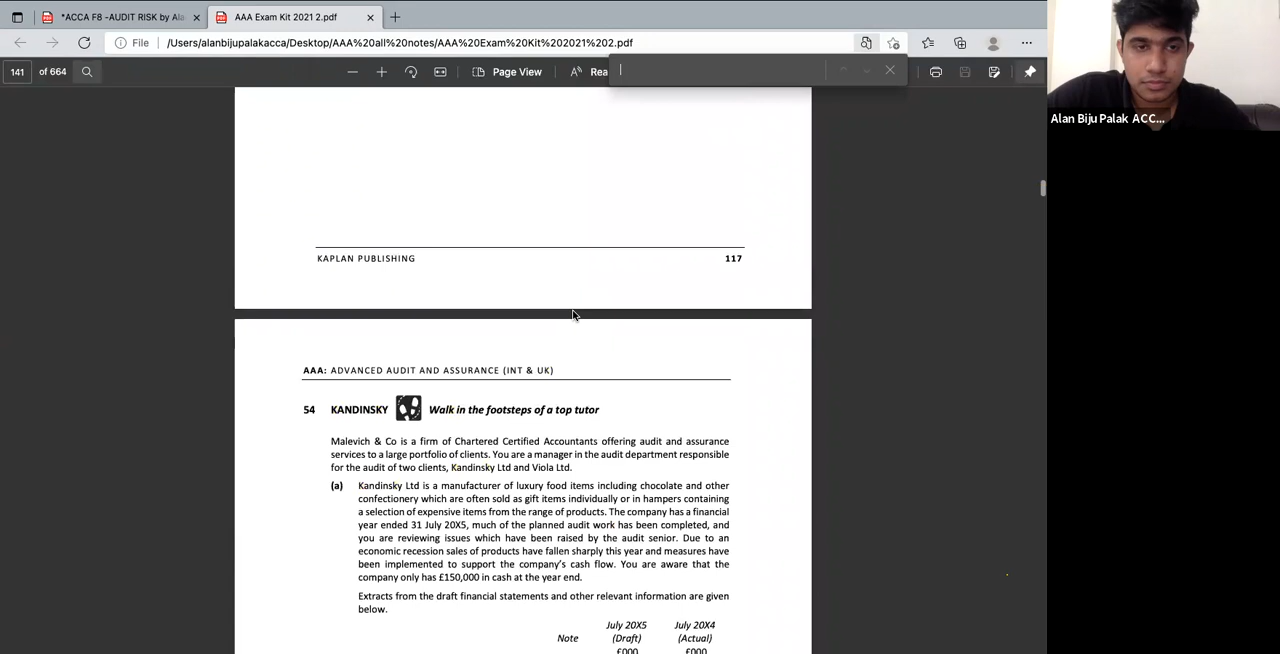 *ACCA F8 -AUDIT RISK by Ala
AAA Exam Kit 2021 2.pdf
File
/Users/alanbijupalakacca/Desktop/AAA%20all%20notes/AAA%20Exam%20Kit%202021%202.pdf
141 of 664
Page View
Rea
Alan Biju Palak ACC...
KAPLAN PUBLISHING 117
AAA: ADVANCED AUDIT AND ASSURANCE (INT & UK)
54 KANDINSKY Walk in the footsteps of a top tutor
Malevich & Co is a firm of Chartered Certified Accountants offering audit and assurance
services to a large portfolio of clients. You are a manager in the audit department responsible
for the audit of two clients, Kandinsky Ltd and Viola Ltd.
(a) Kandinsky Ltd is a manufacturer of luxury food items including chocolate and other
confectionery which are often sold as gift items individually or in hampers containing
a selection of expensive items from the range of products. The company has a financial
year ended 31 July 20X5, much of the planned audit work has been completed, and
you are reviewing issues which have been raised by the audit senior. Due to an
economic recession sales of products have fallen sharply this year and measures have
been implemented to support the company's cash flow. You are aware that the
company only has £150,000 in cash at the year end.
Extracts from the draft financial statements and other relevant information are given
below.
July 20X5 July 20X4
Note (Draft) (Actual)
£000 £000